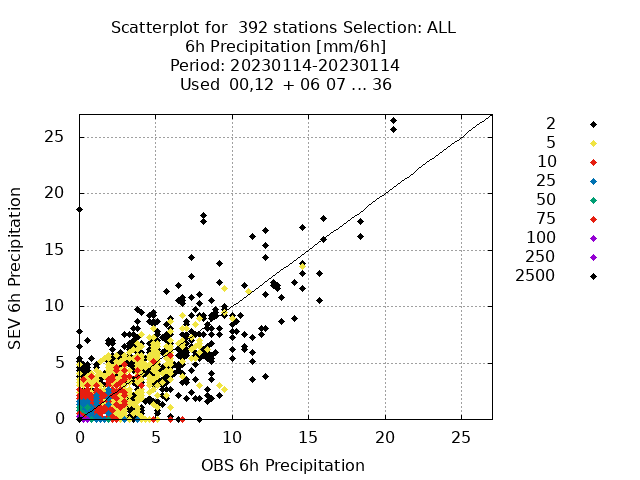 Scatterplot for  392 stations Selection: ALL
6h Precipitation [mm/6h]
Period: 20230114-20230114
Used  00,12  + 06 07 ... 36
2
5
10
25
50
75
100
250
2500
SEV 6h Precipitation
25
20
15
10
5
0
0 5 10 15 20 25
OBS 6h Precipitation